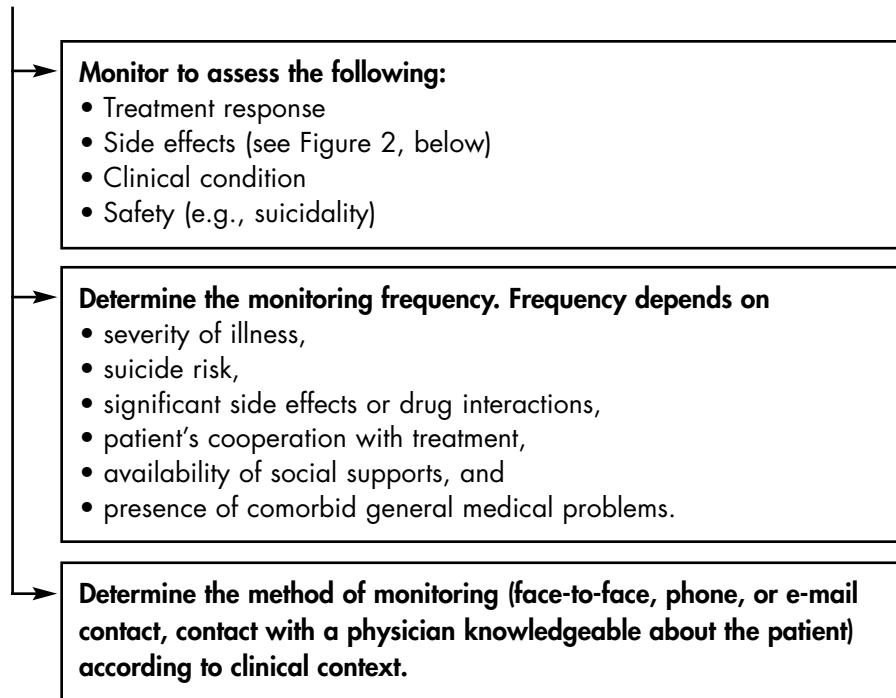 Monitor to assess the following:
• Treatment response
• Side effects (see Figure 2, below)
• Clinical condition
• Safety (e.g., suicidality)
Determine the monitoring frequency. Frequency depends on
• severity of illness,
• suicide risk,
• significant side effects or drug interactions,
• patient’s cooperation with treatment,
• availability of social supports, and
• presence of comorbid general medical problems.
Determine the method of monitoring (face-to-face, phone, or e-mail
contact, contact with a physician knowledgeable about the patient)
according to clinical context.